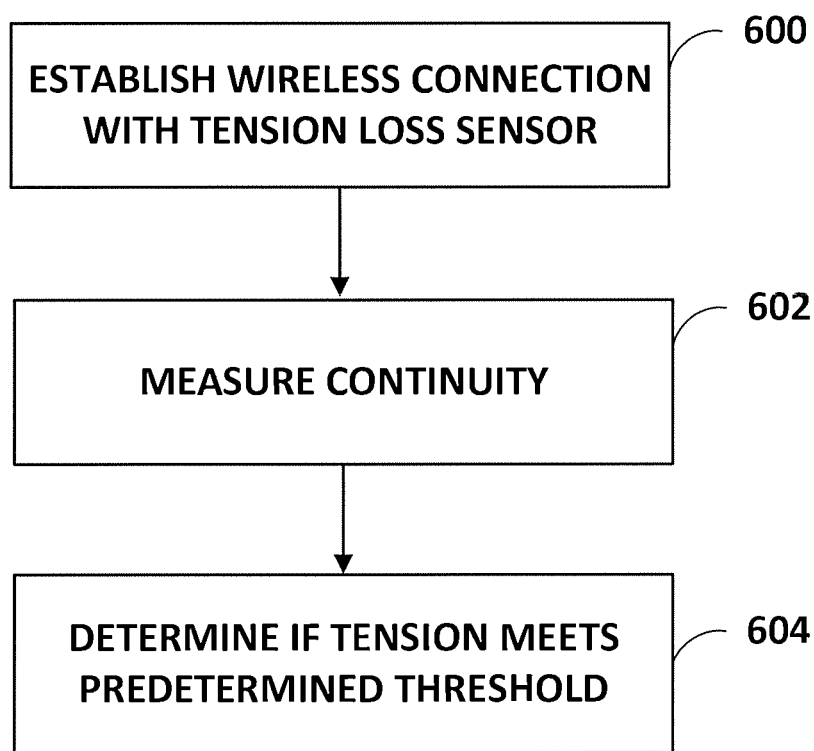 600
ESTABLISH WIRELESS CONNECTION
WITH TENSION LOSS SENSOR
602
MEASURE CONTINUITY
604
DETERMINE IF TENSION MEETS
PREDETERMINED THRESHOLD